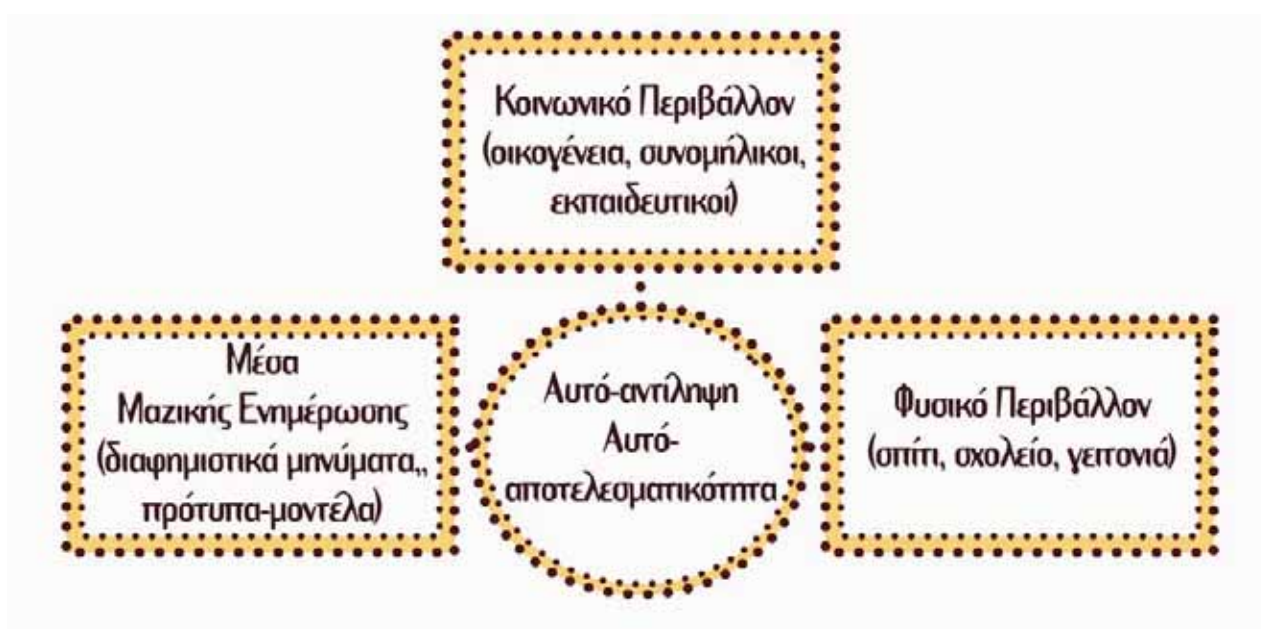 Κοινωνικό Περιβάλλον
(οικογένεια, συνομήλικοι,
εκπαιδευτικοί)
Μέσα
Μαζικής Ενημέρωσης
(διαφημιστικά μηνύματα,,
πρότυπα-μοντέλα)
Αυτό-αντίληψη
Αυτό-
αποτελεσματικότητα
Φυσικό Περιβάλλον
(σπίτι, σχολείο, γειτονιά)